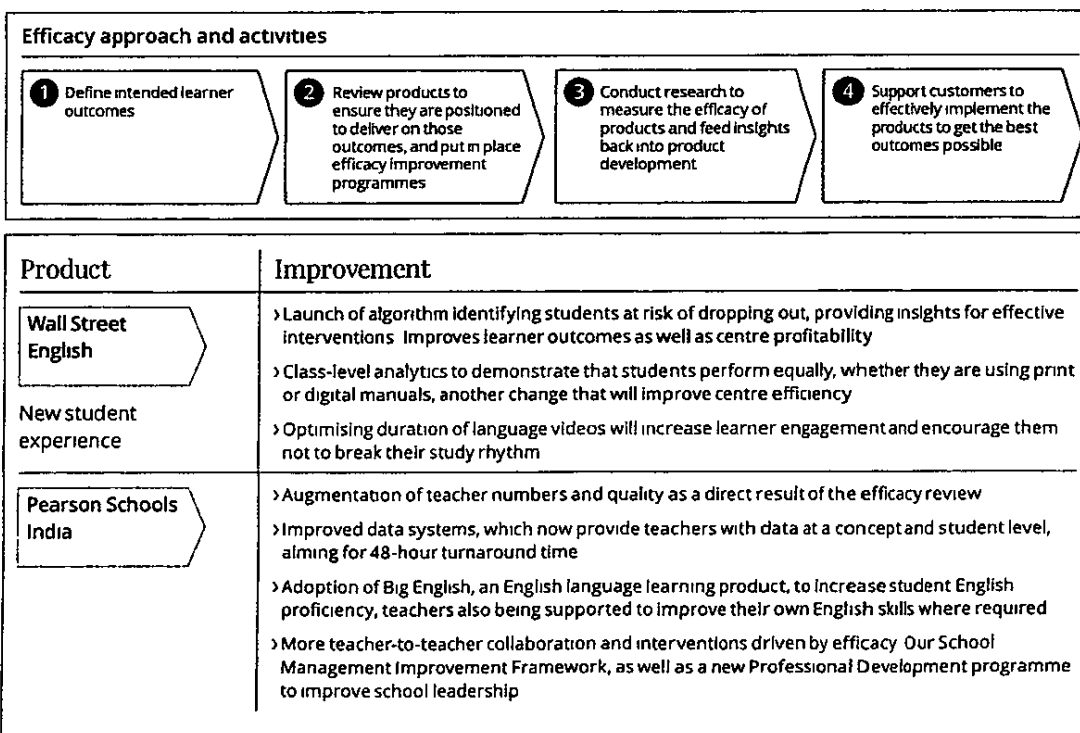 Efficacy approach and activities
1 Define intended learner
outcomes
2 Review products to
ensure they are positioned
to deliver on those
outcomes, and put in place
efficacy improvement
programmes
3 Conduct research to
measure the efficacy of
products and feed insights
back into product
development
4 Support customers to
effectively implement the
products to get the best
outcomes possible
Product
Improvement
Wall Street
English
New student
experience
›Launch of algorithm identifying students at risk of dropping out, providing insights for effective
interventions Improves learner outcomes as well as centre profitability
›Class-level analytics to demonstrate that students perform equally, whether they are using print
or digital manuals, another change that will improve centre efficiency
›Optimising duration of language videos will increase learner engagement and encourage them
not to break their study rhythm
Pearson Schools
India
›Augmentation of teacher numbers and quality as a direct result of the efficacy review
›Improved data systems, which now provide teachers with data at a concept and student level,
aiming for 48-hour turnaround time
›Adoption of Big English, an English language learning product, to increase student English
proficiency, teachers also being supported to improve their own English skills where required
›More teacher-to-teacher collaboration and interventions driven by efficacy Our School
Management Improvement Framework, as well as a new Professional Development programme
to improve school leadership